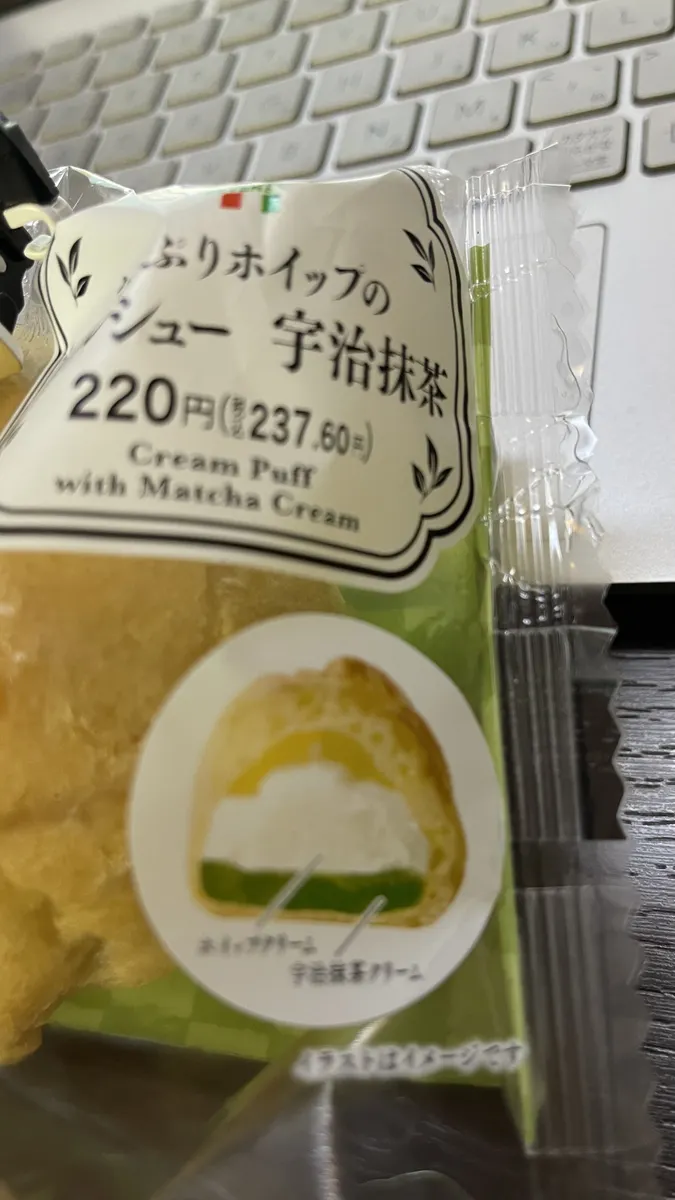 ぷりホイップの
シュー 宇治抹茶
220円(税込237.60円)
Cream Puff
with Matcha Cream
ホイップクリーム
宇治抹茶クリーム
イラストはイメージです